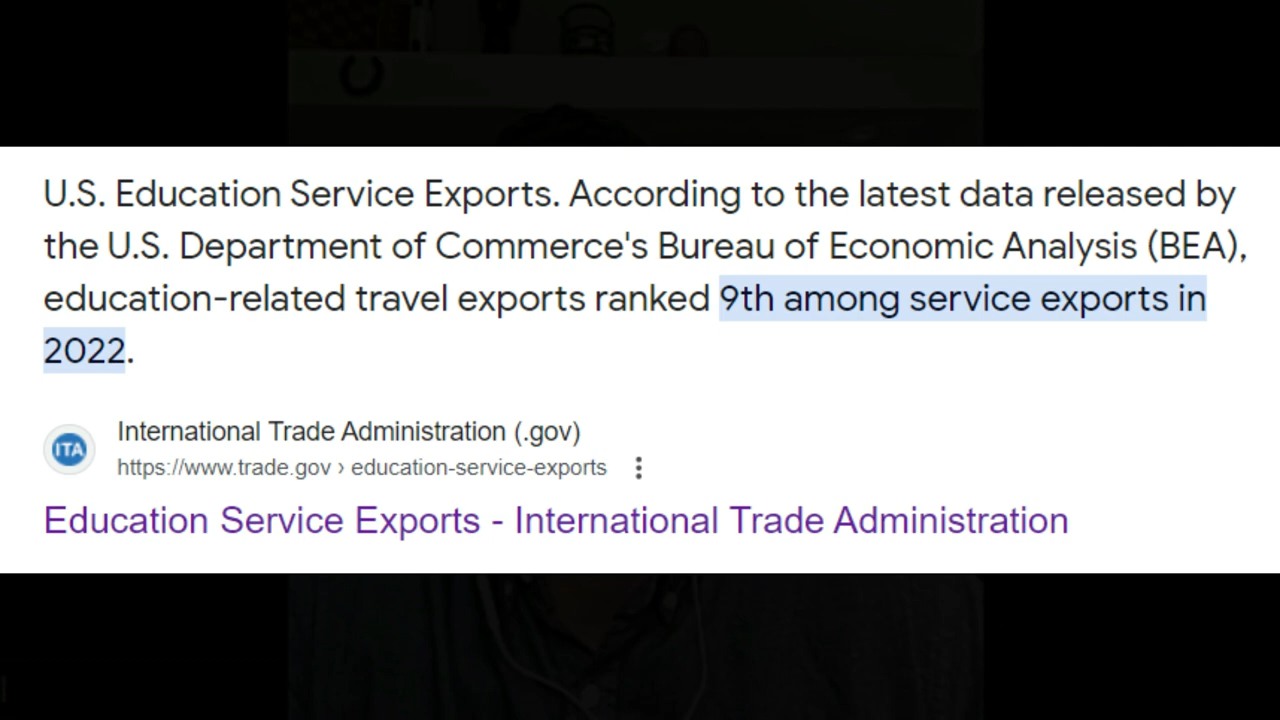 U.S. Education Service Exports. According to the latest data released by
the U.S. Department of Commerce's Bureau of Economic Analysis (BEA),
education-related travel exports ranked 9th among service exports in
2022.
ITA
International Trade Administration (.gov)
https://www.trade.gov › education-service-exports
Education Service Exports - International Trade Administration